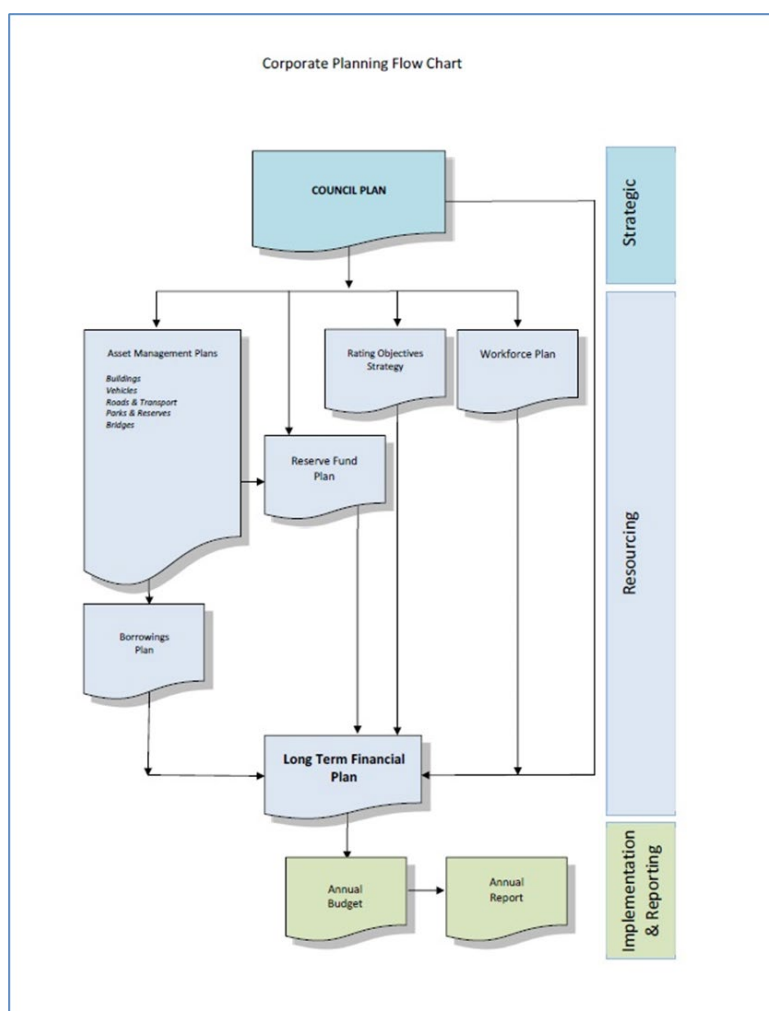 Corporate Planning Flow Chart
COUNCIL PLAN
Strategic
Asset Management Plans
Buildings
Vehicles
Roads & Transport
Parks & Reserves
Bridges
Rating Objectives
Strategy
Workforce Plan
Reserve Fund
Plan
Resourcing
Borrowings
Plan
Long Term Financial
Plan
Annual
Budget
Annual
Report
Implementation
& Reporting